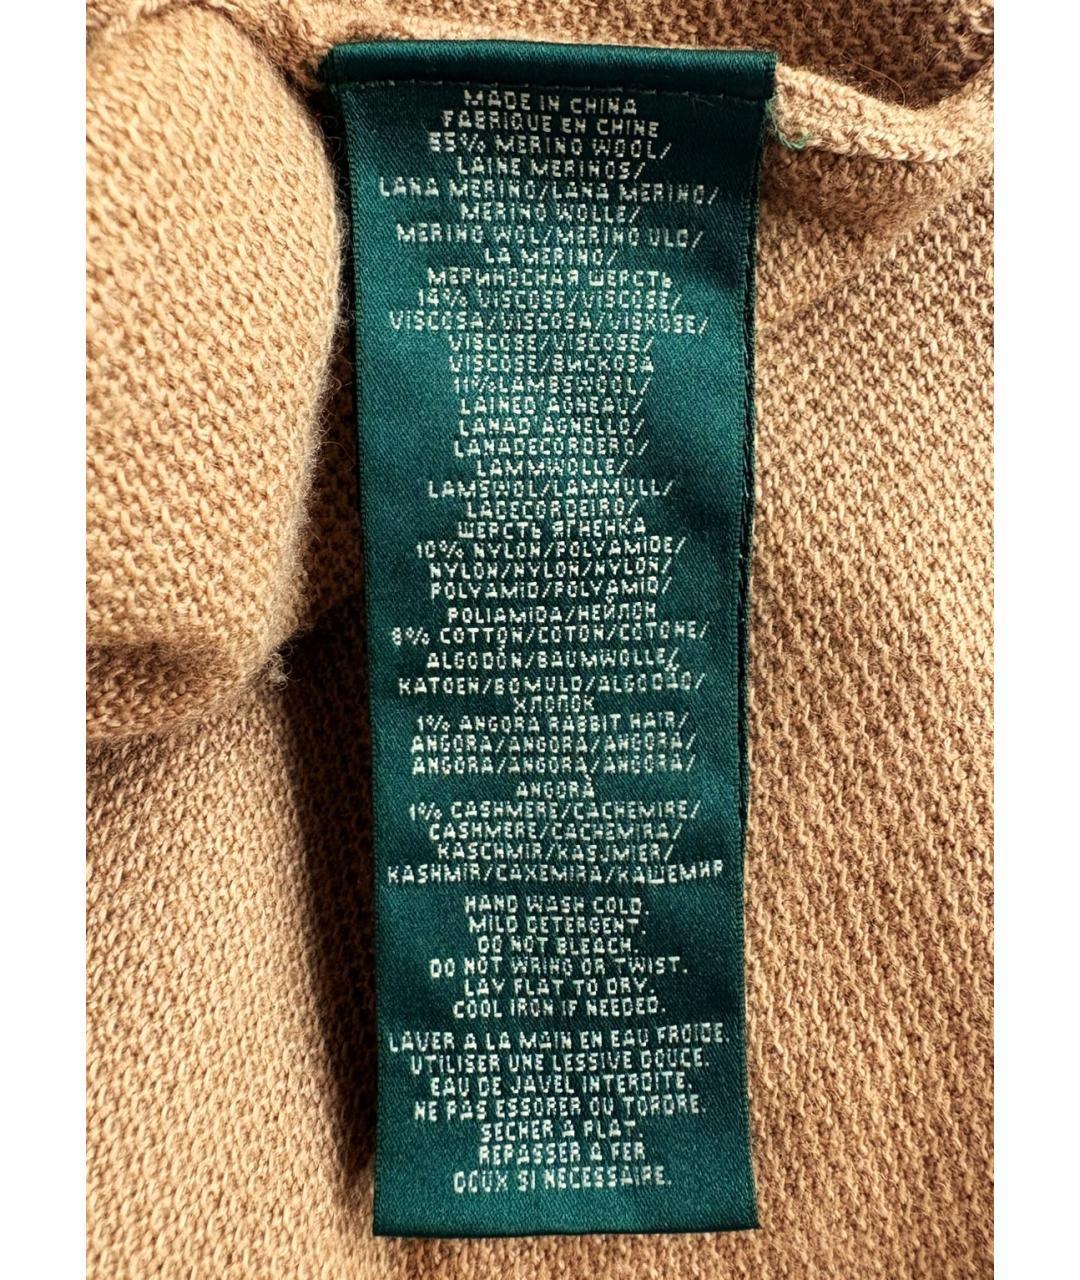 MADE IN CHINA
FABRIQUE EN CHINE
55% MERINO WOOL/
LAINE MERINOS/
LANA MERINO/LANA MERINO/
MERINO WOLLE/
MERINO WOL/MERINO ULD/
LA MERINO/
МЕРИНОСНАЯ ШЕРСТЬ
14% VISCOSE/VISCOSE/
VISCOSA/VISCOSA/VISKOSE/
VISCOSE/VISCOSE/
VISCOSE/ВИСКОЗА
11%LAMBSWOOL/
LAINED AGNEAU/
LANAD AGNELLO/
LANADECORDERO/
LAMMWOLLE/
LAMSWOL/LAMMULL/
LADECORDEIRO/
ШЕРСТЬ ЯГНЕНКА
10% NYLON/POLYAMIDE/
NYLON/NYLON/NYLON/
POLYAMID/POLYAMID/
POLIAMIDA/НЕЙЛОН
8% COTTON/COTON/COTONE/
ALGODÓN/BAUMWOLLE/
KATOEN/BOMULD/ALGODÃO/
ХЛОПОК
1% ANGORA RABBIT HAIR/
ANGORA/ANGORA/ANGORA/
ANGORA/ANGORA/ANGORA/
ANGORÁ
1% CASHMERE/CACHEMIRE/
CASHMERE/CACHEMIRA/
KASCHMIR/KASJMIER/
KASHMIR/CAXEMIRA/КАШЕМИР
HAND WASH COLD.
MILD DETERGENT.
DO NOT BLEACH.
DO NOT WRING OR TWIST.
LAY FLAT TO DRY.
COOL IRON IF NEEDED.
LAVER A LA MAIN EN EAU FROIDE.
UTILISER UNE LESSIVE DOUCE.
EAU DE JAVEL INTERDITE.
NE PAS ESSORER OU TORDRE.
SECHER A PLAT
REPASSER A FER
DOUX SI NECESSAIRE.